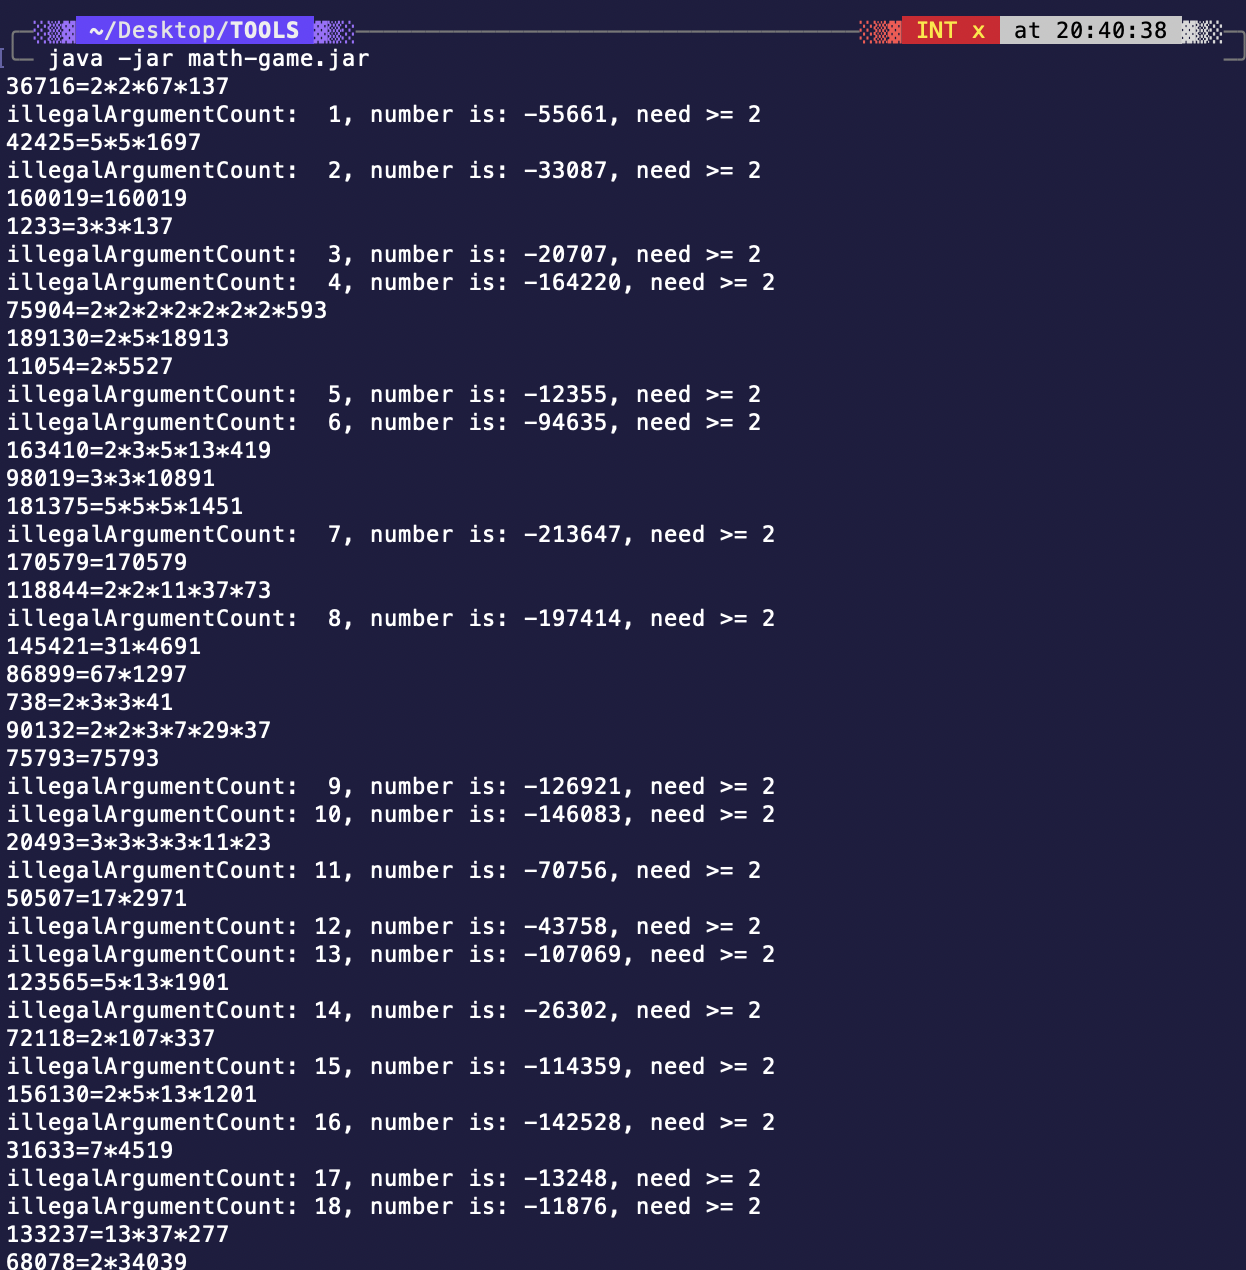 ~/Desktop/TOOLS INT x at 20:40:38
java -jar math-game.jar
36716=2*2*67*137
illegalArgumentCount:  1, number is: -55661, need >= 2
42425=5*5*1697
illegalArgumentCount:  2, number is: -33087, need >= 2
160019=160019
1233=3*3*137
illegalArgumentCount:  3, number is: -20707, need >= 2
illegalArgumentCount:  4, number is: -164220, need >= 2
75904=2*2*2*2*2*2*2*593
189130=2*5*18913
11054=2*5527
illegalArgumentCount:  5, number is: -12355, need >= 2
illegalArgumentCount:  6, number is: -94635, need >= 2
163410=2*3*5*13*419
98019=3*3*10891
181375=5*5*5*1451
illegalArgumentCount:  7, number is: -213647, need >= 2
170579=170579
118844=2*2*11*37*73
illegalArgumentCount:  8, number is: -197414, need >= 2
145421=31*4691
86899=67*1297
738=2*3*3*41
90132=2*2*3*7*29*37
75793=75793
illegalArgumentCount:  9, number is: -126921, need >= 2
illegalArgumentCount: 10, number is: -146083, need >= 2
20493=3*3*3*3*11*23
illegalArgumentCount: 11, number is: -70756, need >= 2
50507=17*2971
illegalArgumentCount: 12, number is: -43758, need >= 2
illegalArgumentCount: 13, number is: -107069, need >= 2
123565=5*13*1901
illegalArgumentCount: 14, number is: -26302, need >= 2
72118=2*107*337
illegalArgumentCount: 15, number is: -114359, need >= 2
156130=2*5*13*1201
illegalArgumentCount: 16, number is: -142528, need >= 2
31633=7*4519
illegalArgumentCount: 17, number is: -13248, need >= 2
illegalArgumentCount: 18, number is: -11876, need >= 2
133237=13*37*277
68078=2*34039